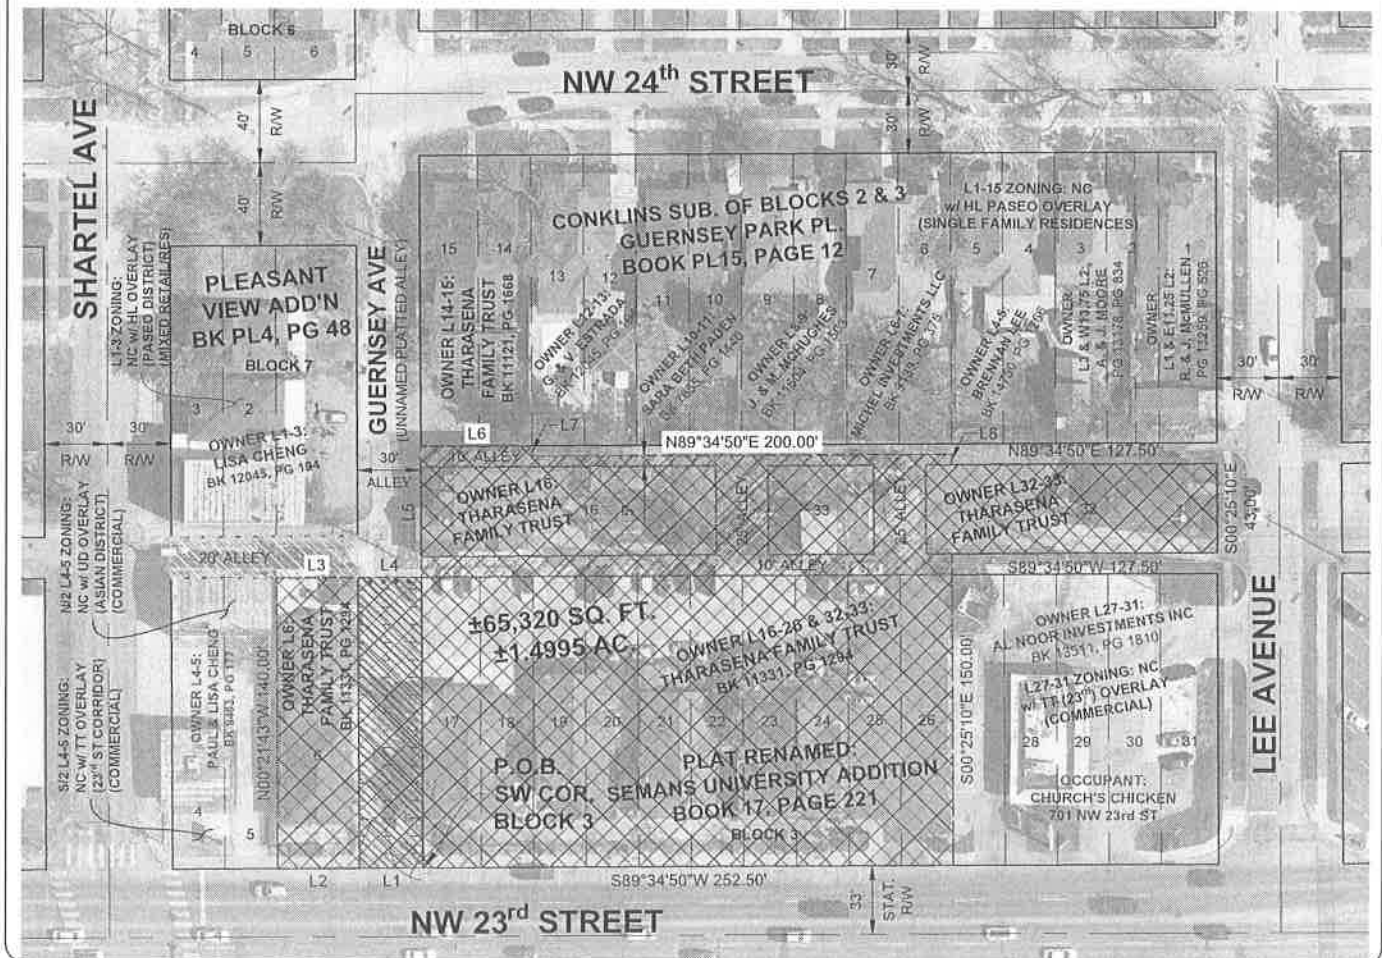 BLOCK 6
4 5 6
NW 24th STREET
30'
R/W
30'
R/W
40'
R/W
40'
R/W
SHARTEL AVE
L1-3 ZONING:
NC w/ HL OVERLAY
(PASEO DISTRICT)
(MIXED RETAIL/RES)
PLEASANT
VIEW ADD'N
BK PL4, PG 48
BLOCK 7
3 2 1
OWNER L1-3:
LISA CHENG
BK 12045, PG 194
GUERNSEY AVE
(UNNAMED PLATTED ALLEY)
CONKLINS SUB. OF BLOCKS 2 & 3
GUERNSEY PARK PL.
BOOK PL15, PAGE 12
L1-15 ZONING: NC
w/ HL PASEO OVERLAY
(SINGLE FAMILY RESIDENCES)
15 14 13 12 11 10 9 8 7 6 5 4 3 2 1
OWNER L14-15:
THARASENA
FAMILY TRUST
BK 11121, PG 1668
OWNER L12-13:
G. & V. ESTRADA
OWNER L10-11:
SARA BETH PADEN
OWNER L8-9:
J. & M. MCHUGHES
OWNER L6-7:
MICHEL INVERTMENTS LLC
OWNER L4-5:
BRENNAN LEE
OWNER:
L3 & W13.75 L2,
A. & J. MOORE
OWNER:
L1 & E11.25 L2:
R. & J. McMULLEN
30' 30'
R/W R/W
30' 30'
R/W R/W
L6
L7
N89°34'50"E 200.00'
L8
N89°34'50"E 127.50'
10' ALLEY
30'
ALLEY
L5
OWNER L16:
THARASENA
FAMILY TRUST
16
ALLEY
33
ALLEY
OWNER L32-33:
THARASENA
FAMILY TRUST
32
S00°25'10"E
N/2 L4-5 ZONING:
NC w/ UD OVERLAY
(ASIAN DISTRICT)
(COMMERCIAL)
20' ALLEY
L3
L4
10' ALLEY
S89°34'50"W 127.50'
S/2 L4-5 ZONING:
NC w/ TT OVERLAY
(23rd ST CORRIDOR)
(COMMERCIAL)
OWNER L4-5:
PAUL & LISA CHENG
4
5
N00°21'43"W 140.00'
OWNER L6:
THARASENA
FAMILY TRUST
BK 11331, PG 1294
6
±65,320 SQ. FT.
±1.4995 AC.
OWNER L16-26 & 32-33:
THARASENA FAMILY TRUST
BK 11331, PG 1294
17 18 19 20 21 22 23 24 25 26
P.O.B.
SW COR.
BLOCK 3
PLAT RENAMED:
SEMANS UNIVERSITY ADDITION
BOOK 17, PAGE 221
BLOCK 3
S00°25'10"E 150.00'
OWNER L27-31:
AL NOOR INVESTMENTS INC
BK 13511, PG 1810
L27-31 ZONING: NC
w/ TT (23rd) OVERLAY
(COMMERCIAL)
28 29 30 31
OCCUPANT:
CHURCH'S CHICKEN
701 NW 23rd ST
LEE AVENUE
L2
L1
S89°34'50"W 252.50'
33'
STAT.
R/W
NW 23rd STREET